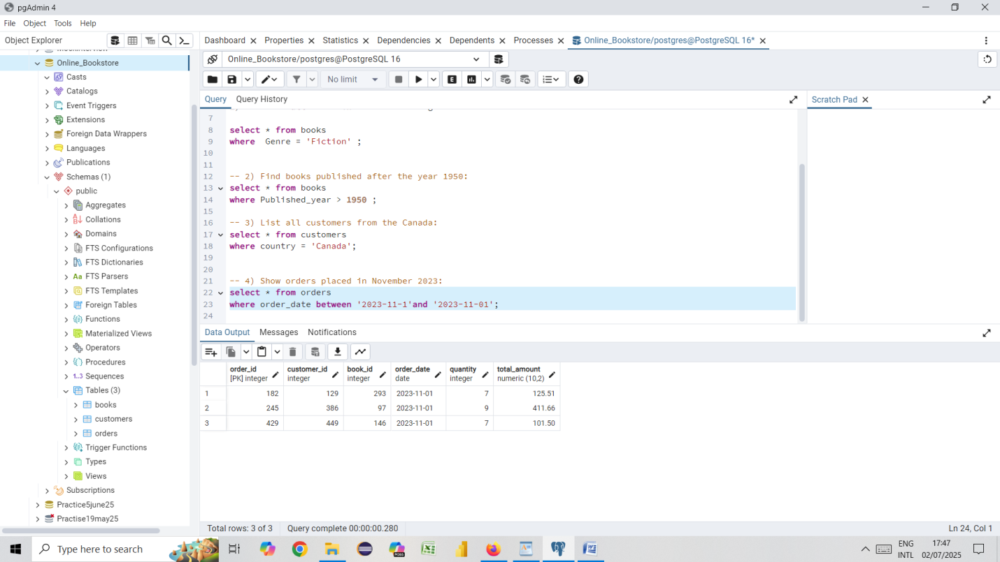 pgAdmin 4
File Object Tools Help
Object Explorer
Dashboard Properties Statistics Dependencies Dependents Processes Online_Bookstore/postgres@PostgreSQL 16*
Online_Bookstore/postgres@PostgreSQL 16
No limit
E
Query Query History
Scratch Pad
Online_Bookstore
Casts
Catalogs
Event Triggers
Extensions
Foreign Data Wrappers
Languages
Publications
Schemas (1)
public
Aggregates
Collations
Domains
FTS Configurations
FTS Dictionaries
Aa FTS Parsers
FTS Templates
Foreign Tables
Functions
Materialized Views
Operators
Procedures
1..3 Sequences
Tables (3)
books
customers
orders
Trigger Functions
Types
Views
Subscriptions
Practice5june25
Practise19may25
7
8 select * from books
9 where Genre = 'Fiction' ;
10
11
12 -- 2) Find books published after the year 1950:
13 select * from books
14 where Published_year > 1950 ;
15
16 -- 3) List all customers from the Canada:
17 select * from customers
18 where country = 'Canada';
19
20
21 -- 4) Show orders placed in November 2023:
22 select * from orders
23 where order_date between '2023-11-1'and '2023-11-01';
24
Data Output Messages Notifications
order_id customer_id book_id order_date quantity total_amount
[PK] integer integer integer date integer numeric (10,2)
1 182 129 293 2023-11-01 7 125.51
2 245 386 97 2023-11-01 9 411.66
3 429 449 146 2023-11-01 7 101.50
Total rows: 3 of 3 Query complete 00:00:00.280 Ln 24, Col 1
Type here to search
ENG 17:47
INTL 02/07/2025